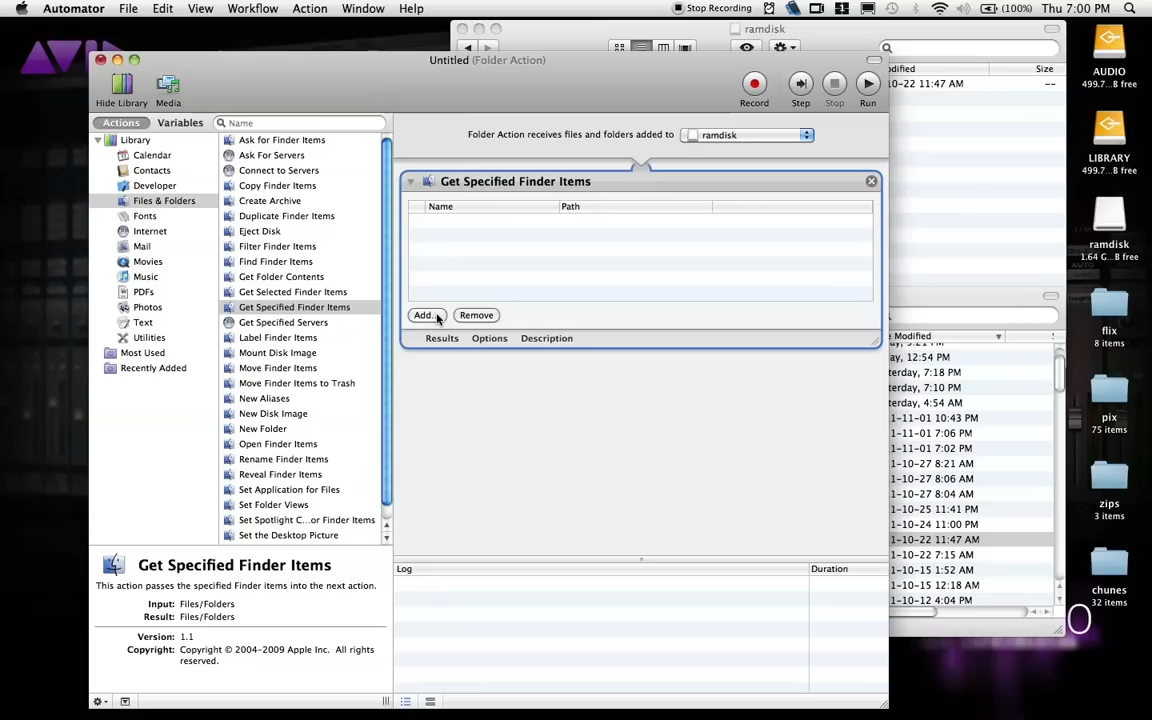 Automator File Edit View Workflow Action Window Help
Stop Recording (100%) Thu 7:00 PM
ramdisk
Untitled (Folder Action)
Hide Library Media
Record Step Stop Run
Actions Variables Name
Folder Action receives files and folders added to ramdisk
Library
Calendar
Contacts
Developer
Files & Folders
Fonts
Internet
Mail
Movies
Music
PDFs
Photos
Text
Utilities
Most Used
Recently Added
Ask for Finder Items
Ask For Servers
Connect to Servers
Copy Finder Items
Create Archive
Duplicate Finder Items
Eject Disk
Filter Finder Items
Find Finder Items
Get Folder Contents
Get Selected Finder Items
Get Specified Finder Items
Get Specified Servers
Label Finder Items
Mount Disk Image
Move Finder Items
Move Finder Items to Trash
New Aliases
New Disk Image
New Folder
Open Finder Items
Rename Finder Items
Reveal Finder Items
Set Application for Files
Set Folder Views
Set Spotlight C...or Finder Items
Set the Desktop Picture
Get Specified Finder Items
Name Path
Add... Remove
Results Options Description
Get Specified Finder Items
This action passes the specified Finder items into the next action.
Input: Files/Folders
Result: Files/Folders
Version: 1.1
Copyright: Copyright © 2004-2009 Apple Inc. All rights
reserved.
Log Duration
dified Size
10-22 11:47 AM --
e Modified
ay, 12:54 PM
terday, 7:18 PM
terday, 7:10 PM
terday, 4:54 AM
1-11-01 10:43 PM
1-11-01 7:06 PM
1-11-01 7:02 PM
1-10-27 8:21 AM
1-10-27 8:06 AM
1-10-27 8:04 AM
1-10-25 11:41 PM
1-10-24 11:00 PM
1-10-22 11:47 AM
1-10-22 7:15 AM
1-10-15 1:52 AM
1-10-15 12:18 AM
1-10-12 4:04 PM
AUDIO
499.7...B free
LIBRARY
499.7...B free
ramdisk
1.64 G...B free
flix
8 items
pix
75 items
zips
3 items
chunes
32 items